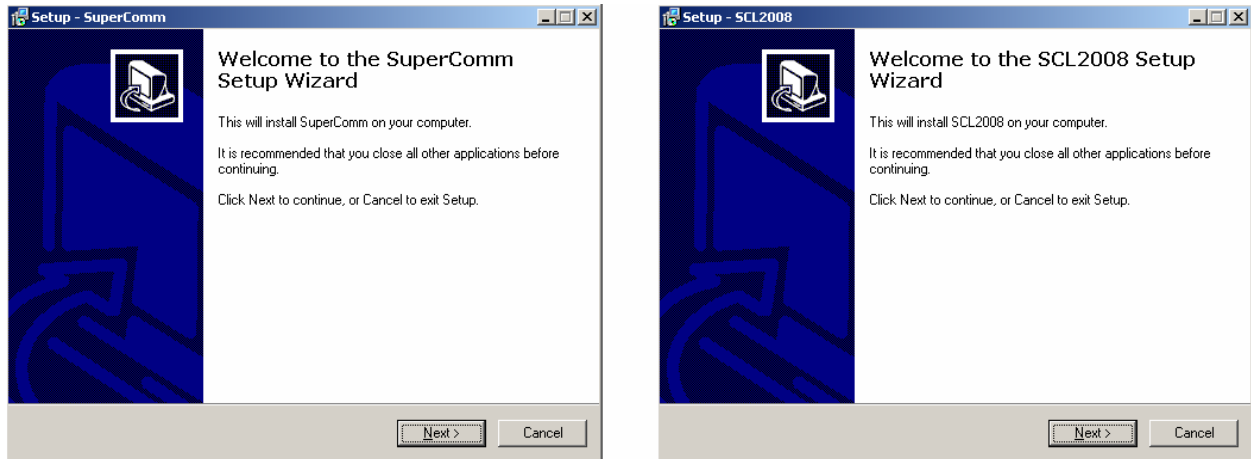 Setup - SuperComm
Welcome to the SuperComm
Setup Wizard
This will install SuperComm on your computer.
It is recommended that you close all other applications before
continuing.
Click Next to continue, or Cancel to exit Setup.
Next >
Cancel
Setup - SCL2008
Welcome to the SCL2008 Setup
Wizard
This will install SCL2008 on your computer.
It is recommended that you close all other applications before
continuing.
Click Next to continue, or Cancel to exit Setup.
Next >
Cancel